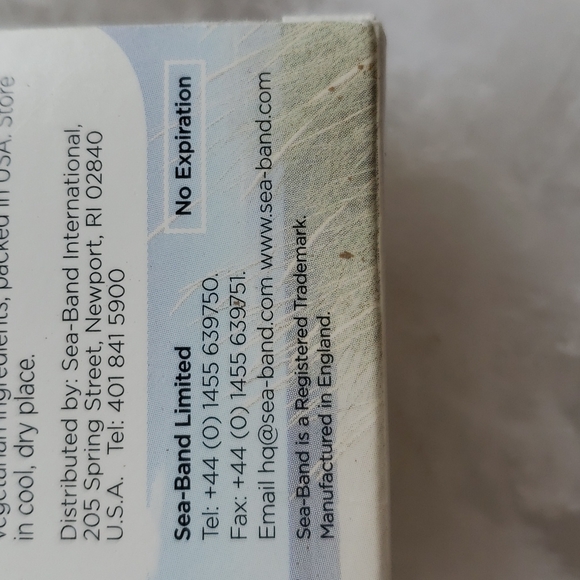 vegetarian ingredients, packed in USA. Store
in cool, dry place.
Distributed by: Sea-Band International,
205 Spring Street, Newport, RI 02840
U.S.A. Tel: 401 841 5900
Sea-Band Limited
No Expiration
Tel: +44 (0) 1455 639750.
Fax: +44 (0) 1455 639751.
Email hq@sea-band.com www.sea-band.com
Sea-Band is a Registered Trademark.
Manufactured in England.